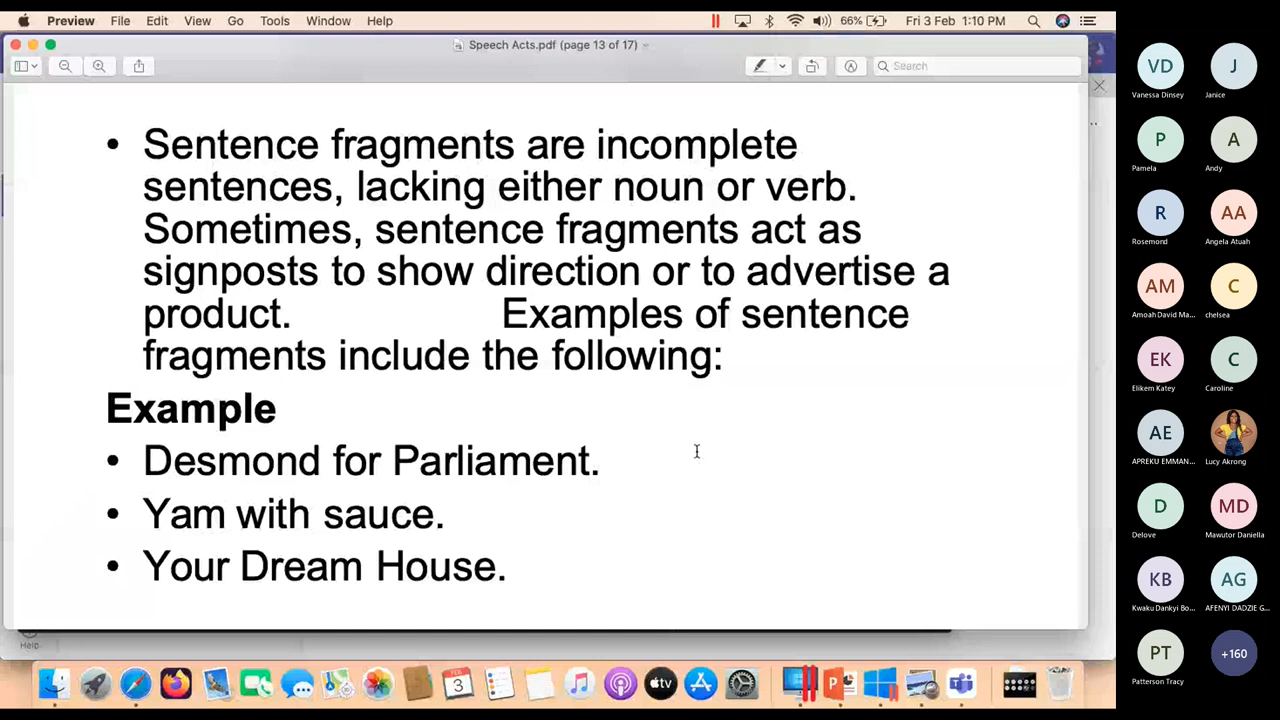 Preview File Edit View Go Tools Window Help 66% Fri 3 Feb 1:10 PM
Speech Acts.pdf (page 13 of 17)
Search
• Sentence fragments are incomplete
sentences, lacking either noun or verb.
Sometimes, sentence fragments act as
signposts to show direction or to advertise a
product. Examples of sentence
fragments include the following:
Example
• Desmond for Parliament.
• Yam with sauce.
• Your Dream House.
Help
FEB
3
tv
P
T
VD J
Vanessa Dinsey Janice
P A
Pamela Andy
R AA
Rosemond Angela Atuah
AM C
Amoah David Ma... chelsea
EK C
Elikem Katey Caroline
AE
APREKU EMMAN... Lucy Akrong
D MD
Delove Mawutor Daniella
KB AG
Kwaku Dankyi Bo... AFENYI DADZIE G...
PT +160
Patterson Tracy